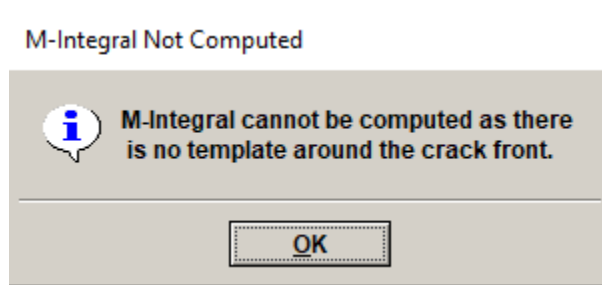 M-Integral Not Computed
M-Integral cannot be computed as there
is no template around the crack front.
OK